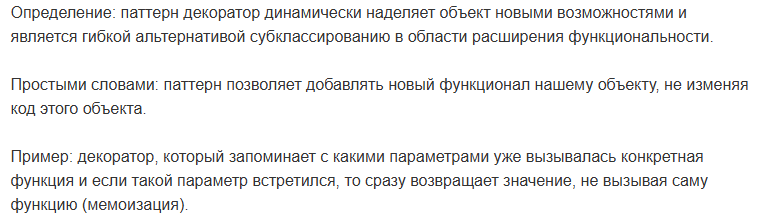 Определение: паттерн декоратор динамически наделяет объект новыми возможностями и
является гибкой альтернативой субклассированию в области расширения функциональности.
Простыми словами: паттерн позволяет добавлять новый функционал нашему объекту, не изменяя
код этого объекта.
Пример: декоратор, который запоминает с какими параметрами уже вызывалась конкретная
функция и если такой параметр встретился, то сразу возвращает значение, не вызывая саму
функцию (мемоизация).